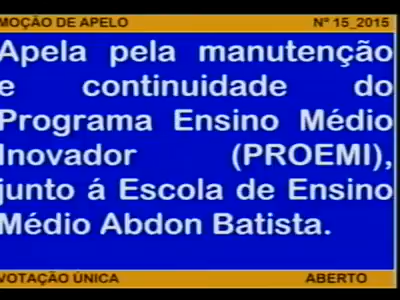 MOÇÃO DE APELO Nº 15_2015
Apela pela manutenção
e continuidade do
Programa Ensino Médio
Inovador (PROEMI),
junto á Escola de Ensino
Médio Abdon Batista.
VOTAÇÃO ÚNICA ABERTO